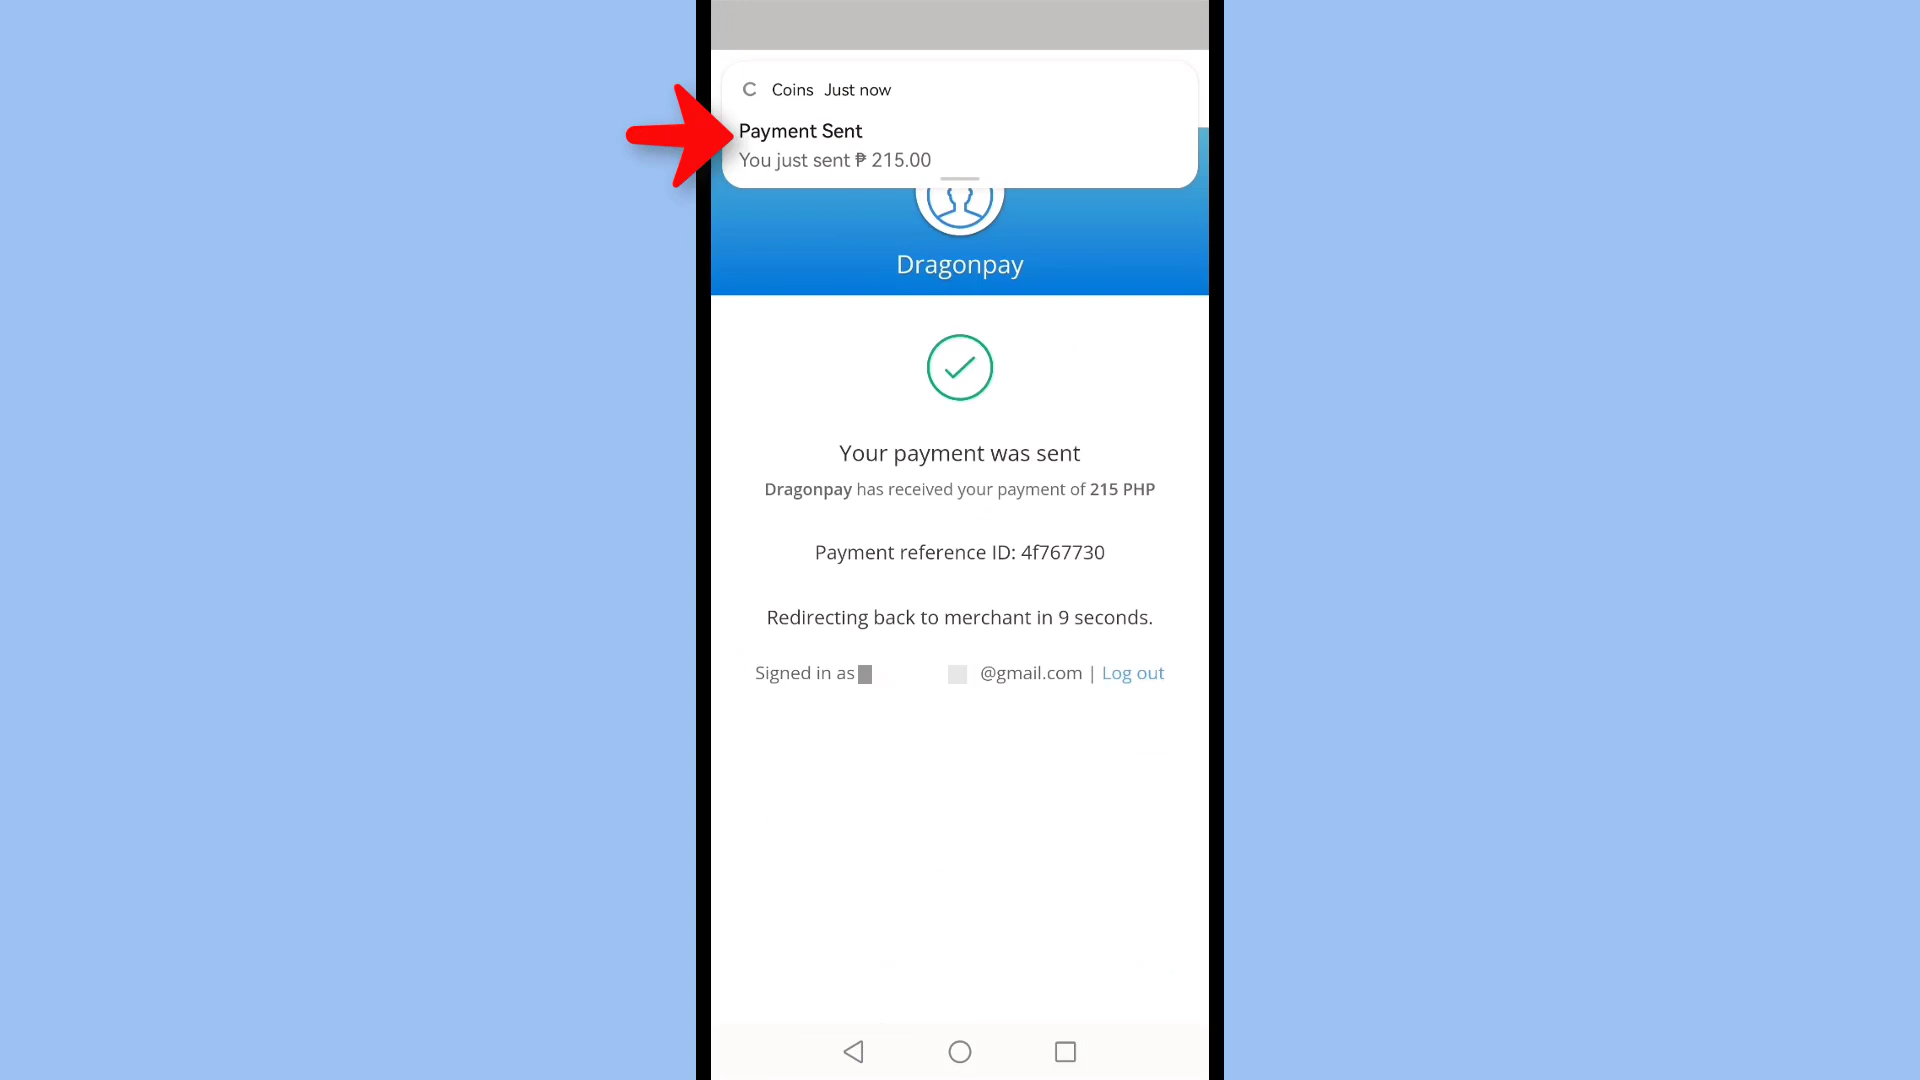 C Coins Just now
Payment Sent
You just sent ₱ 215.00
Dragonpay
Your payment was sent
Dragonpay has received your payment of 215 PHP
Payment reference ID: 4f767730
Redirecting back to merchant in 9 seconds.
Signed in as @gmail.com | Log out